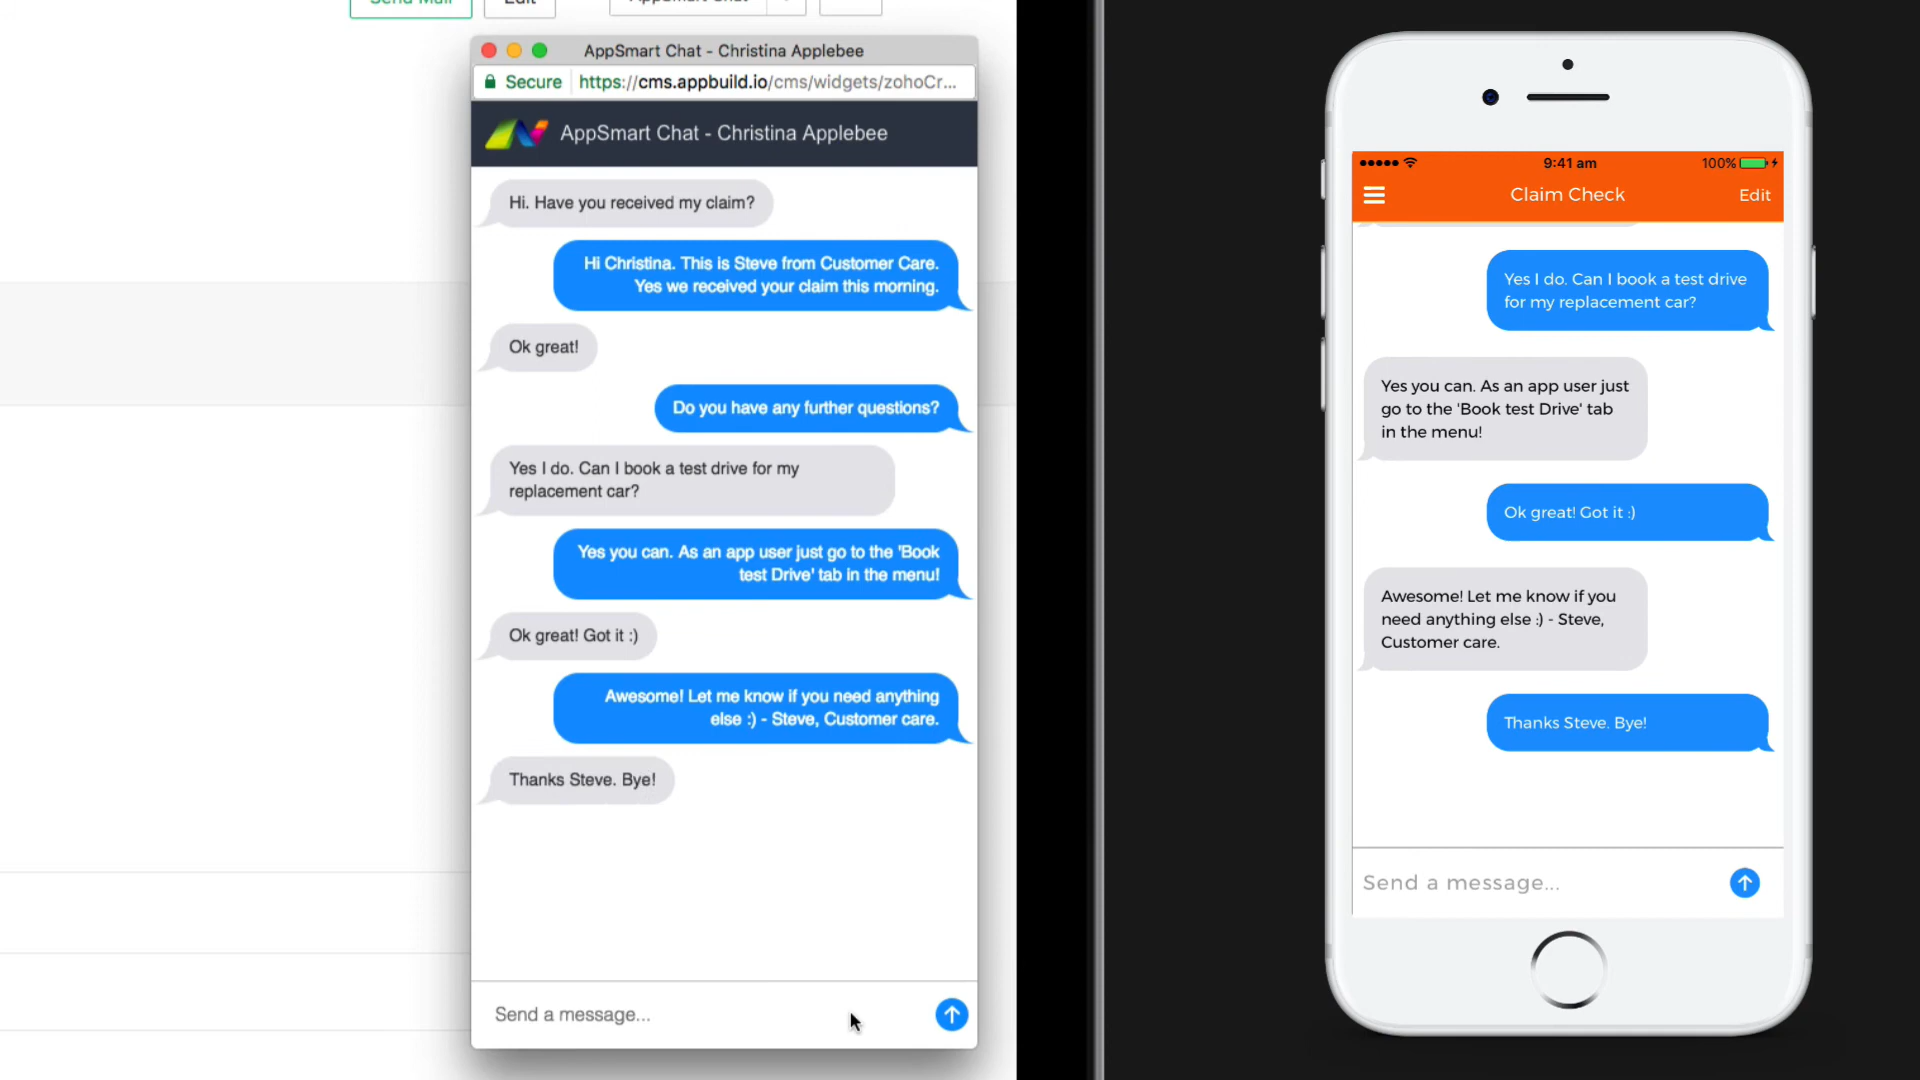 Send Mail
Edit
AppSmart Chat
AppSmart Chat - Christina Applebee
Secure
https://cms.appbuild.io/cms/widgets/zohoCr...
AppSmart Chat - Christina Applebee
Hi. Have you received my claim?
Hi Christina. This is Steve from Customer Care.
Yes we received your claim this morning.
Ok great!
Do you have any further questions?
Yes I do. Can I book a test drive for my
replacement car?
Yes you can. As an app user just go to the 'Book
test Drive' tab in the menu!
Ok great! Got it :)
Awesome! Let me know if you need anything
else :) - Steve, Customer care.
Thanks Steve. Bye!
Send a message...
9:41 am
100%
Claim Check
Edit
Yes I do. Can I book a test drive
for my replacement car?
Yes you can. As an app user just
go to the 'Book test Drive' tab
in the menu!
Ok great! Got it :)
Awesome! Let me know if you
need anything else :) - Steve,
Customer care.
Thanks Steve. Bye!
Send a message...